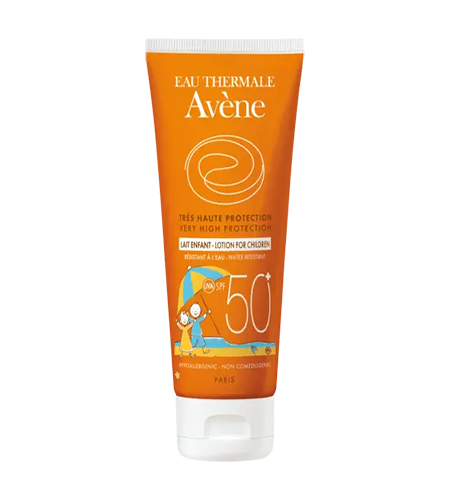 EAU THERMALE
Avène
TRÈS HAUTE PROTECTION
VERY HIGH PROTECTION
LAIT ENFANT - LOTION FOR CHILDREN
RÉSISTANT À L'EAU - WATER RESISTANT
UVA SPF 50+
HYPOALLERGENIC - NON COMEDOGENIC
PARIS